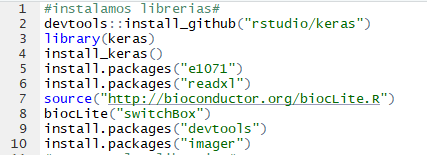 1 #instalamos librerias#
2 devtools::install_github("rstudio/keras")
3 library(keras)
4 install_keras()
5 install.packages("e1071")
6 install.packages("readxl")
7 source("http://bioconductor.org/biocLite.R")
8 biocLite("switchBox")
9 install.packages("devtools")
10 install.packages("imager")